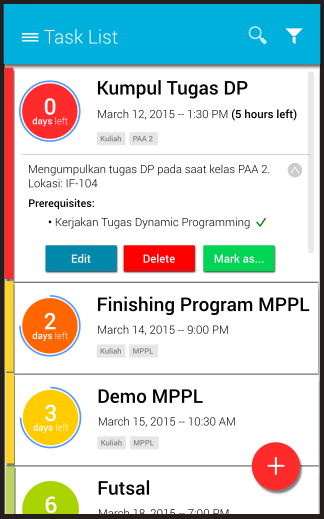 Task List
0
days left
Kumpul Tugas DP
March 12, 2015 -- 1:30 PM (5 hours left)
Kuliah PAA 2
Mengumpulkan tugas DP pada saat kelas PAA 2.
Lokasi: IF-104
Prerequisites:
• Kerjakan Tugas Dynamic Programming
Edit Delete Mark as...
2
days left
Finishing Program MPPL
March 14, 2015 -- 9:00 PM
Kuliah MPPL
3
days left
Demo MPPL
March 15, 2015 -- 10:30 AM
Kuliah MPPL
6
Futsal
March 18, 2015 -- 7:00 PM